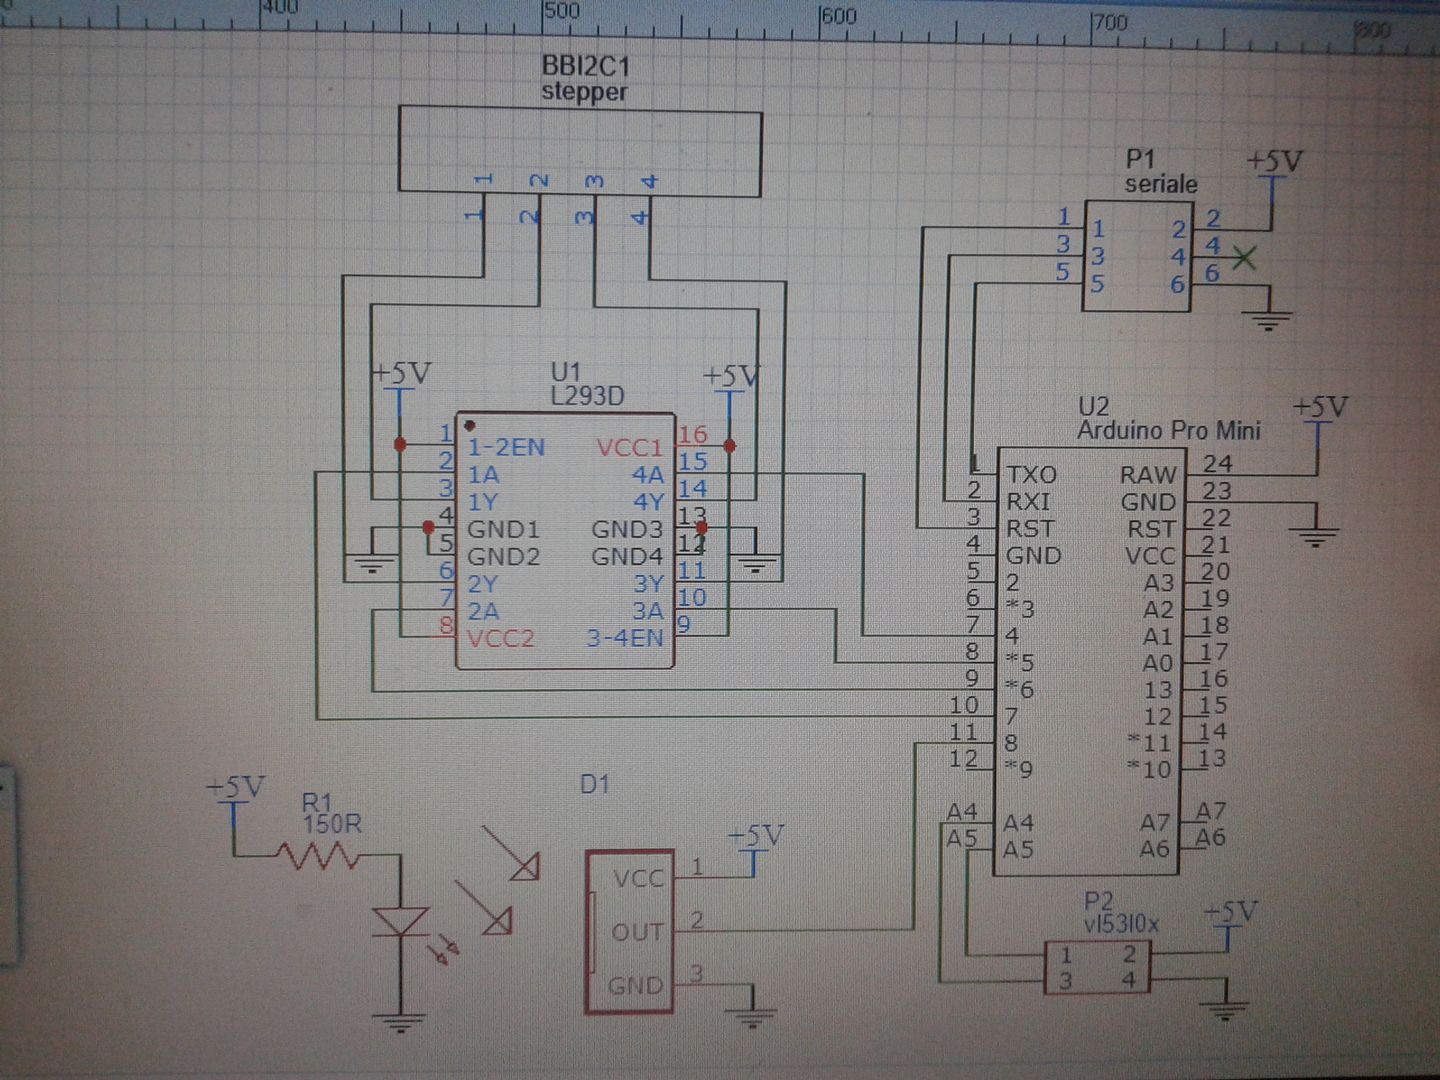 400
500
600
700
800
BBI2C1
stepper
1 2 3 4
1 2 3 4
P1
seriale
+5V
1 1 2 2
3 3 4 4
5 5 6 6
+5V
+5V
U1
L293D
1 1-2EN VCC1 16
2 1A 4A 15
3 1Y 4Y 14
4 GND1 GND3 13
5 GND2 GND4 12
6 2Y 3Y 11
7 2A 3A 10
8 VCC2 3-4EN 9
U2
Arduino Pro Mini
+5V
1 TXO RAW 24
2 RXI GND 23
3 RST RST 22
4 GND VCC 21
5 2 A3 20
6 *3 A2 19
7 4 A1 18
8 *5 A0 17
9 *6 13 16
10 7 12 15
11 8 *11 14
12 *9 *10 13
A4 A4 A7 A7
A5 A5 A6 A6
+5V
R1
150R
D1
+5V
VCC 1
OUT 2
GND 3
P2
vl53l0x
+5V
1 2
3 4